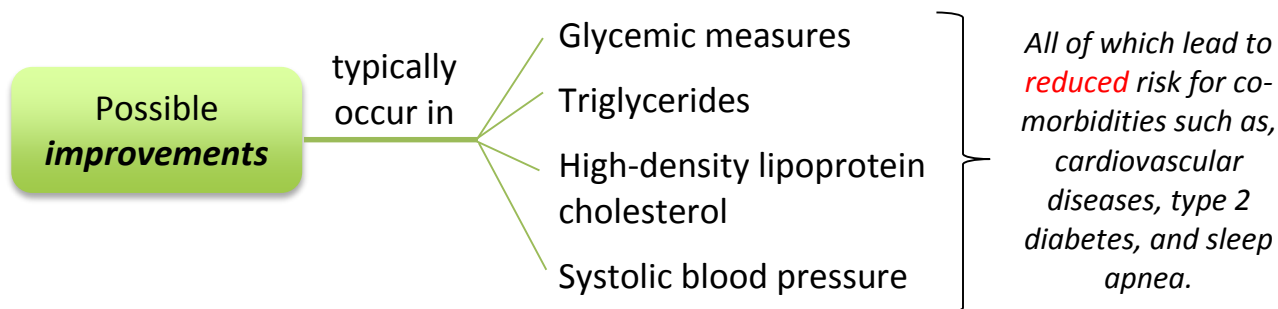 Possible
improvements
typically
occur in
Glycemic measures
Triglycerides
High-density lipoprotein
cholesterol
Systolic blood pressure
All of which lead to
reduced risk for co-
morbidities such as,
cardiovascular
diseases, type 2
diabetes, and sleep
apnea.